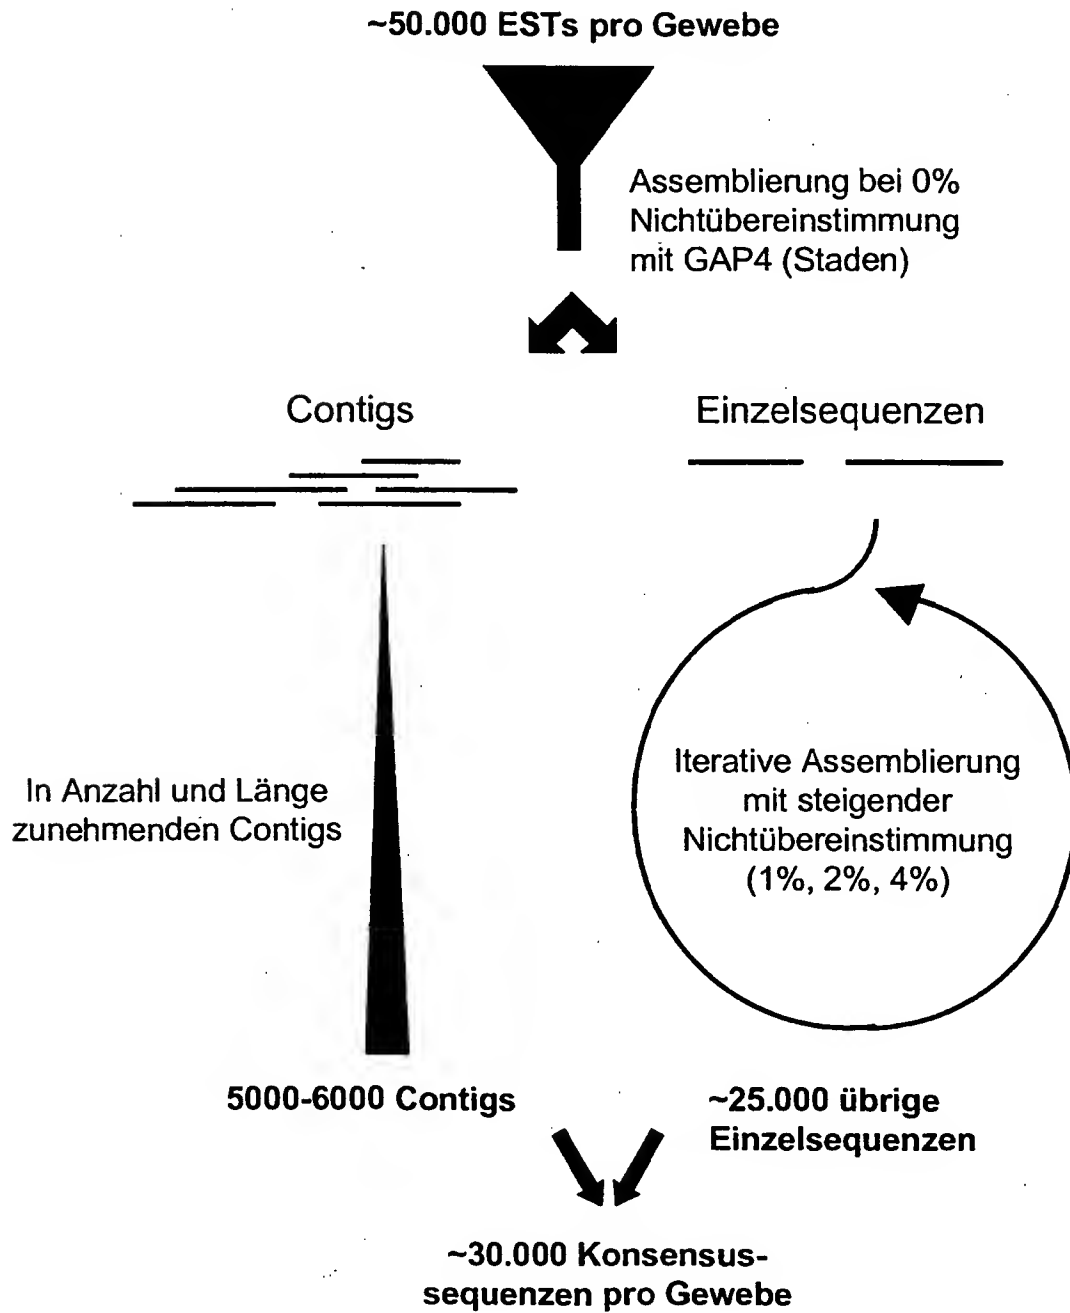 ~50.000 ESTs pro Gewebe
Assemblierung bei 0%
Nichtübereinstimmung
mit GAP4 (Staden)
Contigs
Einzelsequenzen
In Anzahl und Länge
zunehmenden Contigs
Iterative Assemblierung
mit steigender
Nichtübereinstimmung
(1%, 2%, 4%)
5000-6000 Contigs
~25.000 übrige
Einzelsequenzen
~30.000 Konsensus-
sequenzen pro Gewebe